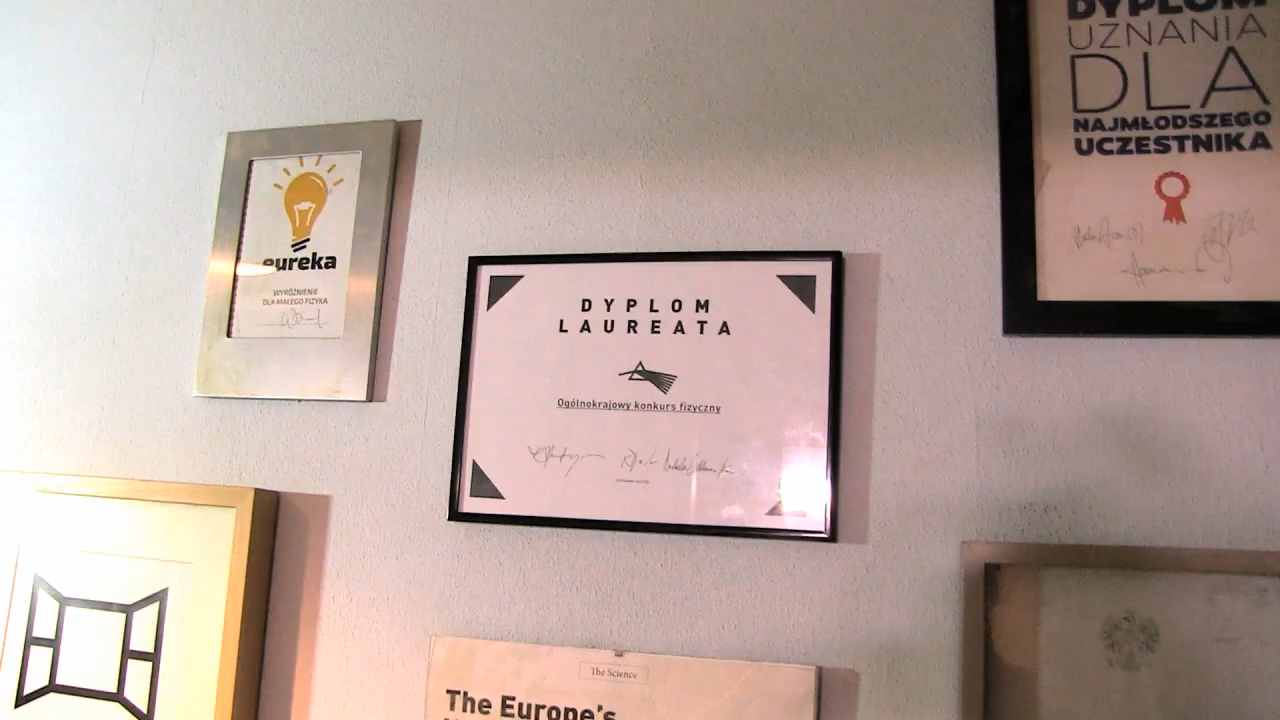 eureka
WYRÓŻNIENIE
DLA MAŁEGO FIZYKA
DYPLOM
LAUREATA
Ogólnokrajowy konkurs fizyczny
DYPLOM
UZNANIA
DLA
NAJMŁODSZEGO
UCZESTNIKA
The Science
The Europe's